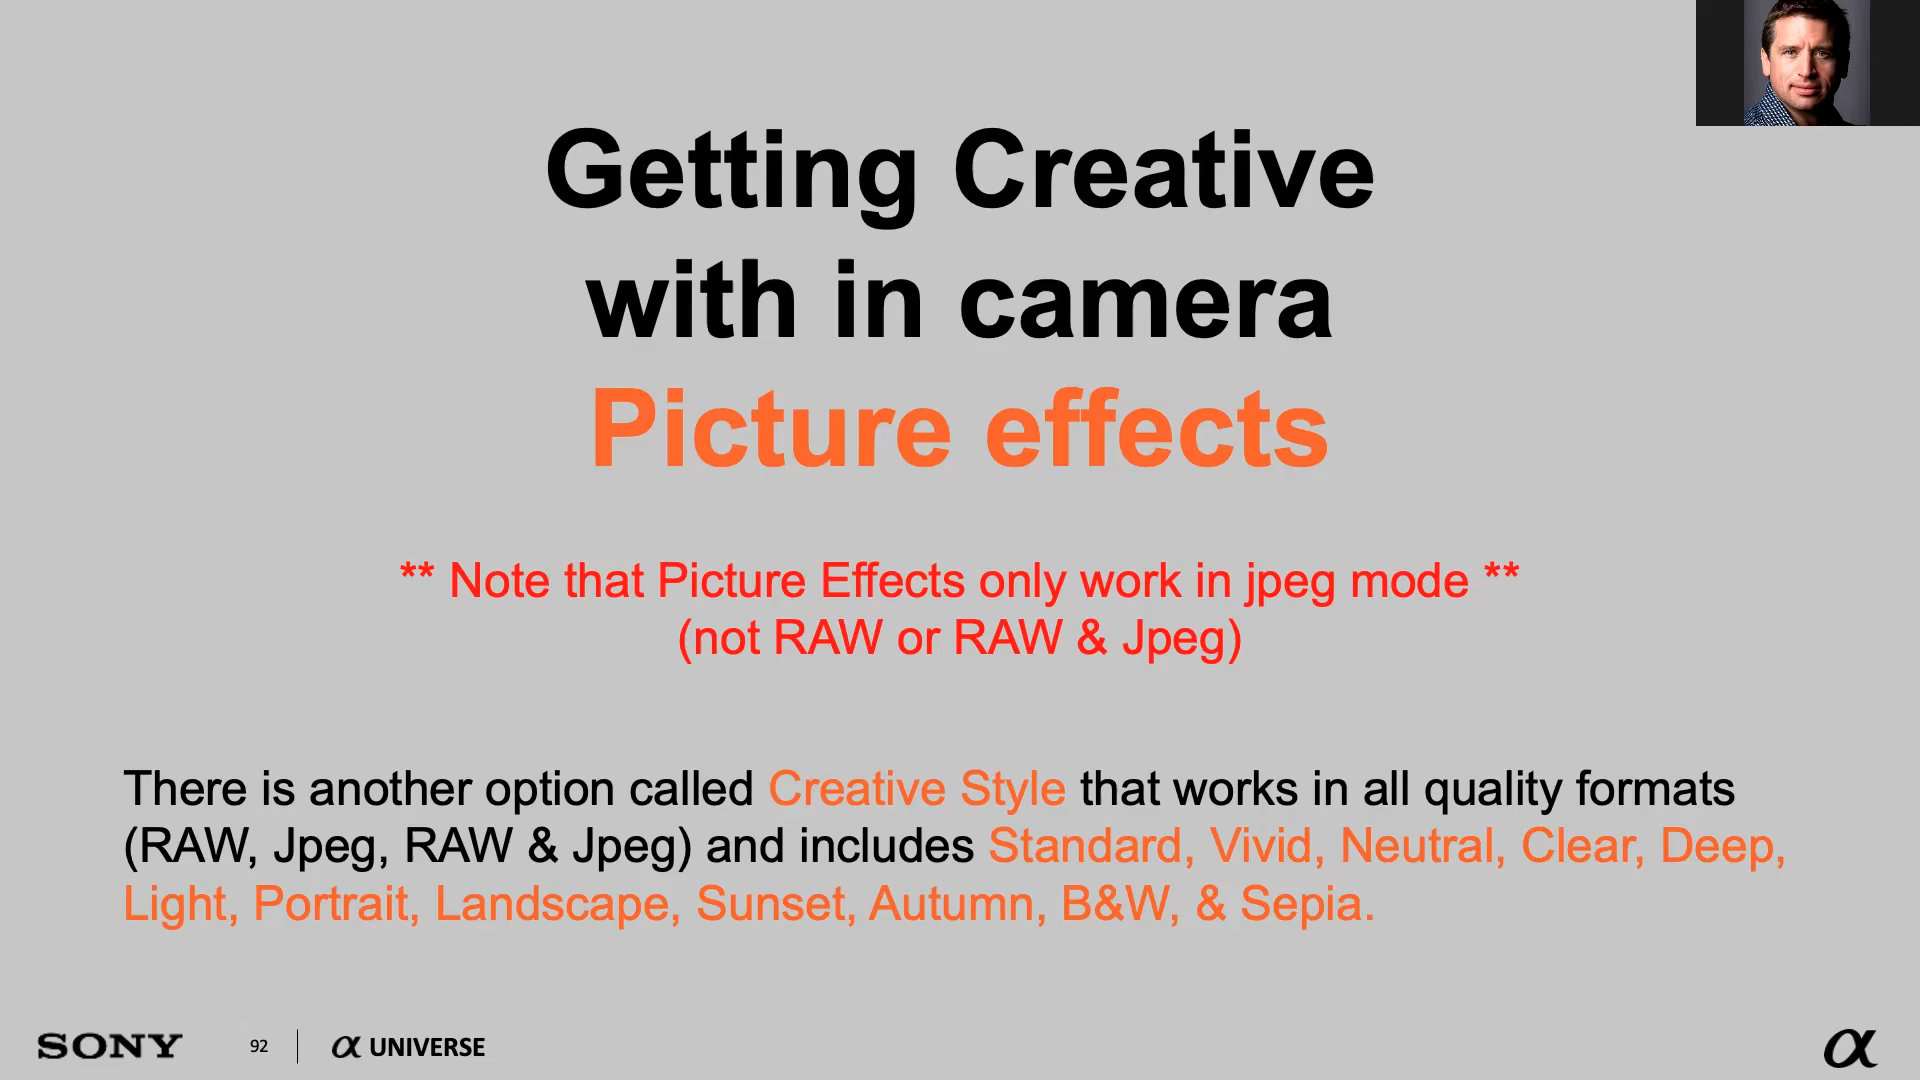 Getting Creative
with in camera
Picture effects
** Note that Picture Effects only work in jpeg mode **
(not RAW or RAW & Jpeg)
There is another option called Creative Style that works in all quality formats
(RAW, Jpeg, RAW & Jpeg) and includes Standard, Vivid, Neutral, Clear, Deep,
Light, Portrait, Landscape, Sunset, Autumn, B&W, & Sepia.
SONY 92 α UNIVERSE α